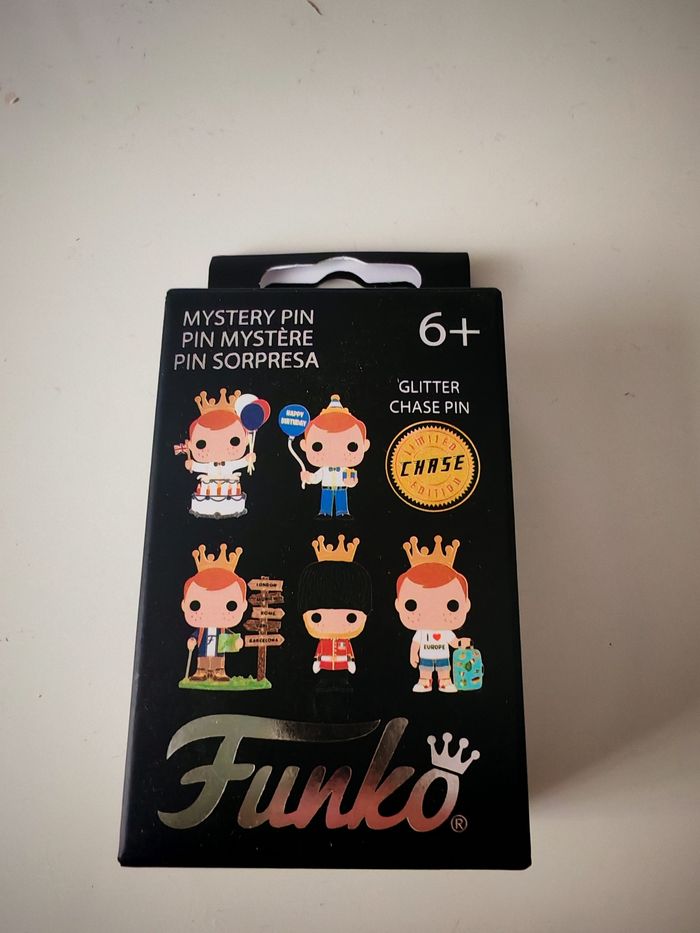 MYSTERY PIN
PIN MYSTÈRE
PIN SORPRESA
6+
GLITTER
CHASE PIN
LIMITED
CHASE
EDITION
HAPPY
BIRTHDAY
LONDON
ROME
BARCELONA
I ♥
EUROPE
Funko®